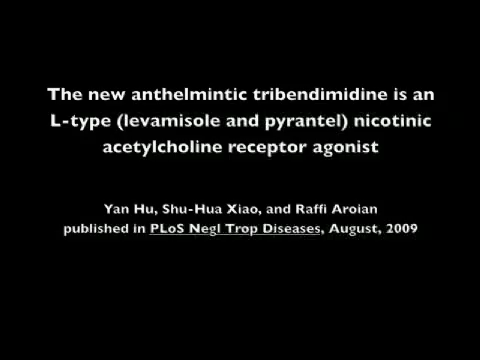 The new anthelmintic tribendimidine is an
L-type (levamisole and pyrantel) nicotinic
acetylcholine receptor agonist
Yan Hu, Shu-Hua Xiao, and Raffi Aroian
published in PLoS Negl Trop Diseases, August, 2009